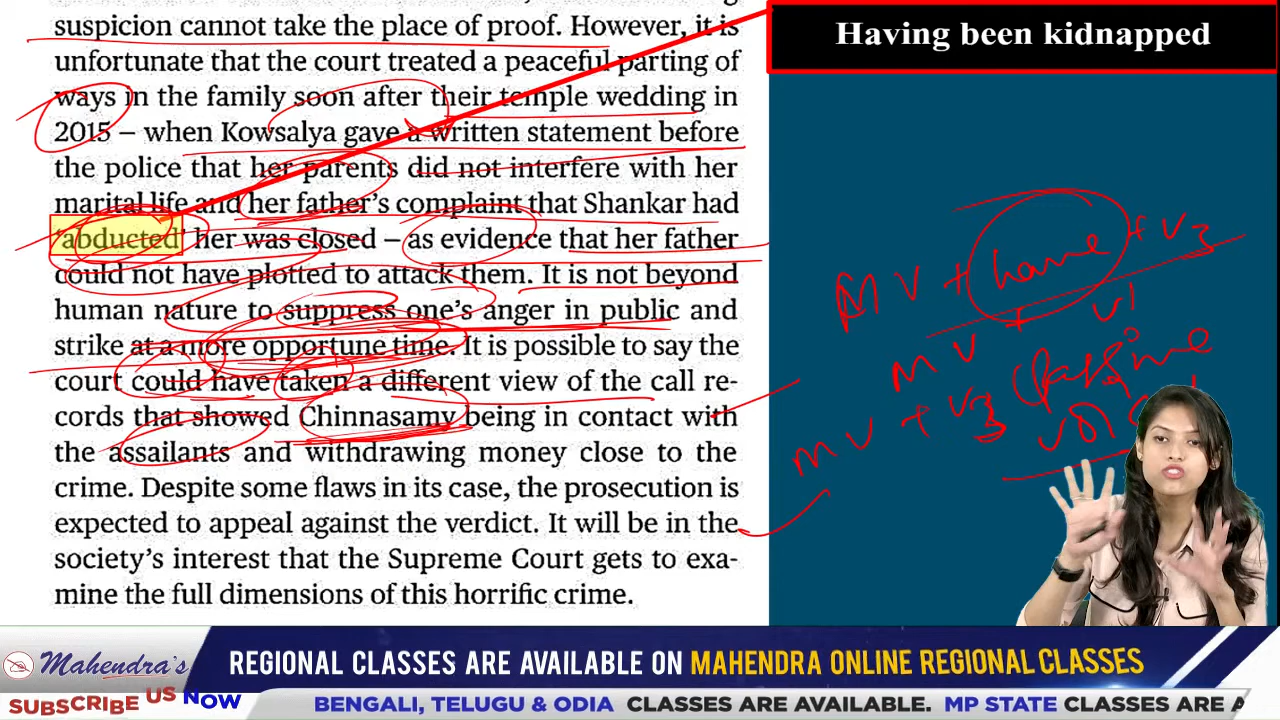 suspicion cannot take the place of proof. However, it is
unfortunate that the court treated a peaceful parting of
ways in the family soon after their temple wedding in
2015 – when Kowsalya gave a written statement before
the police that her parents did not interfere with her
marital life and her father's complaint that Shankar had
'abducted' her was closed – as evidence that her father
could not have plotted to attack them. It is not beyond
human nature to suppress one's anger in public and
strike at a more opportune time. It is possible to say the
court could have taken a different view of the call re-
cords that showed Chinnasamy being in contact with
the assailants and withdrawing money close to the
crime. Despite some flaws in its case, the prosecution is
expected to appeal against the verdict. It will be in the
society's interest that the Supreme Court gets to exa-
mine the full dimensions of this horrific crime.
Having been kidnapped
MV + have + V3
MV + V1
MV + V3 (Passive
Mahendra's
SUBSCRIBE US NOW
REGIONAL CLASSES ARE AVAILABLE ON MAHENDRA ONLINE REGIONAL CLASSES
BENGALI, TELUGU & ODIA CLASSES ARE AVAILABLE. MP STATE CLASSES ARE A